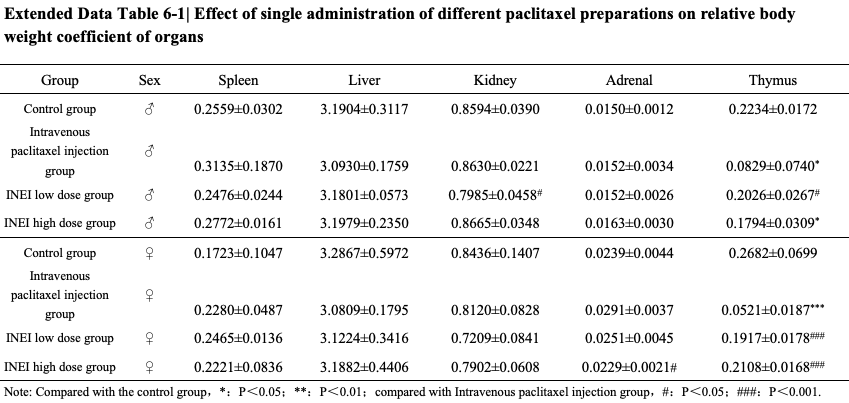 Extended Data Table 6-1| Effect of single administration of different paclitaxel preparations on relative body
weight coefficient of organs
Group Sex Spleen Liver Kidney Adrenal Thymus
Control group ♂ 0.2559±0.0302 3.1904±0.3117 0.8594±0.0390 0.0150±0.0012 0.2234±0.0172
Intravenous
paclitaxel injection
group ♂ 0.3135±0.1870 3.0930±0.1759 0.8630±0.0221 0.0152±0.0034 0.0829±0.0740*
INEI low dose group ♂ 0.2476±0.0244 3.1801±0.0573 0.7985±0.0458# 0.0152±0.0026 0.2026±0.0267#
INEI high dose group ♂ 0.2772±0.0161 3.1979±0.2350 0.8665±0.0348 0.0163±0.0030 0.1794±0.0309*
Control group ♀ 0.1723±0.1047 3.2867±0.5972 0.8436±0.1407 0.0239±0.0044 0.2682±0.0699
Intravenous
paclitaxel injection
group ♀ 0.2280±0.0487 3.0809±0.1795 0.8120±0.0828 0.0291±0.0037 0.0521±0.0187***
INEI low dose group ♀ 0.2465±0.0136 3.1224±0.3416 0.7209±0.0841 0.0251±0.0045 0.1917±0.0178###
INEI high dose group ♀ 0.2221±0.0836 3.1882±0.4406 0.7902±0.0608 0.0229±0.0021# 0.2108±0.0168###
Note: Compared with the control group，*：P＜0.05；**：P＜0.01；compared with Intravenous paclitaxel injection group，#：P＜0.05；###：P＜0.001.